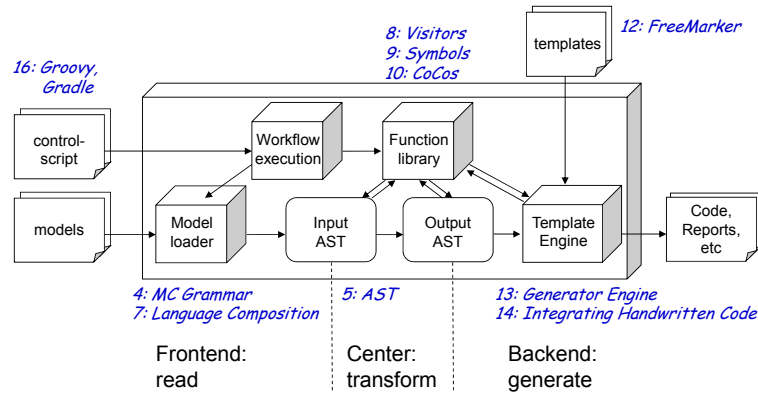 8: Visitors
9: Symbols
10: CoCos
templates
12: FreeMarker
16: Groovy,
Gradle
control-
script
Workflow
execution
Function
library
models
Model
loader
Input
AST
Output
AST
Template
Engine
Code,
Reports,
etc
4: MC Grammar
7: Language Composition
5: AST
13: Generator Engine
14: Integrating Handwritten Code
Frontend:
read
Center:
transform
Backend:
generate